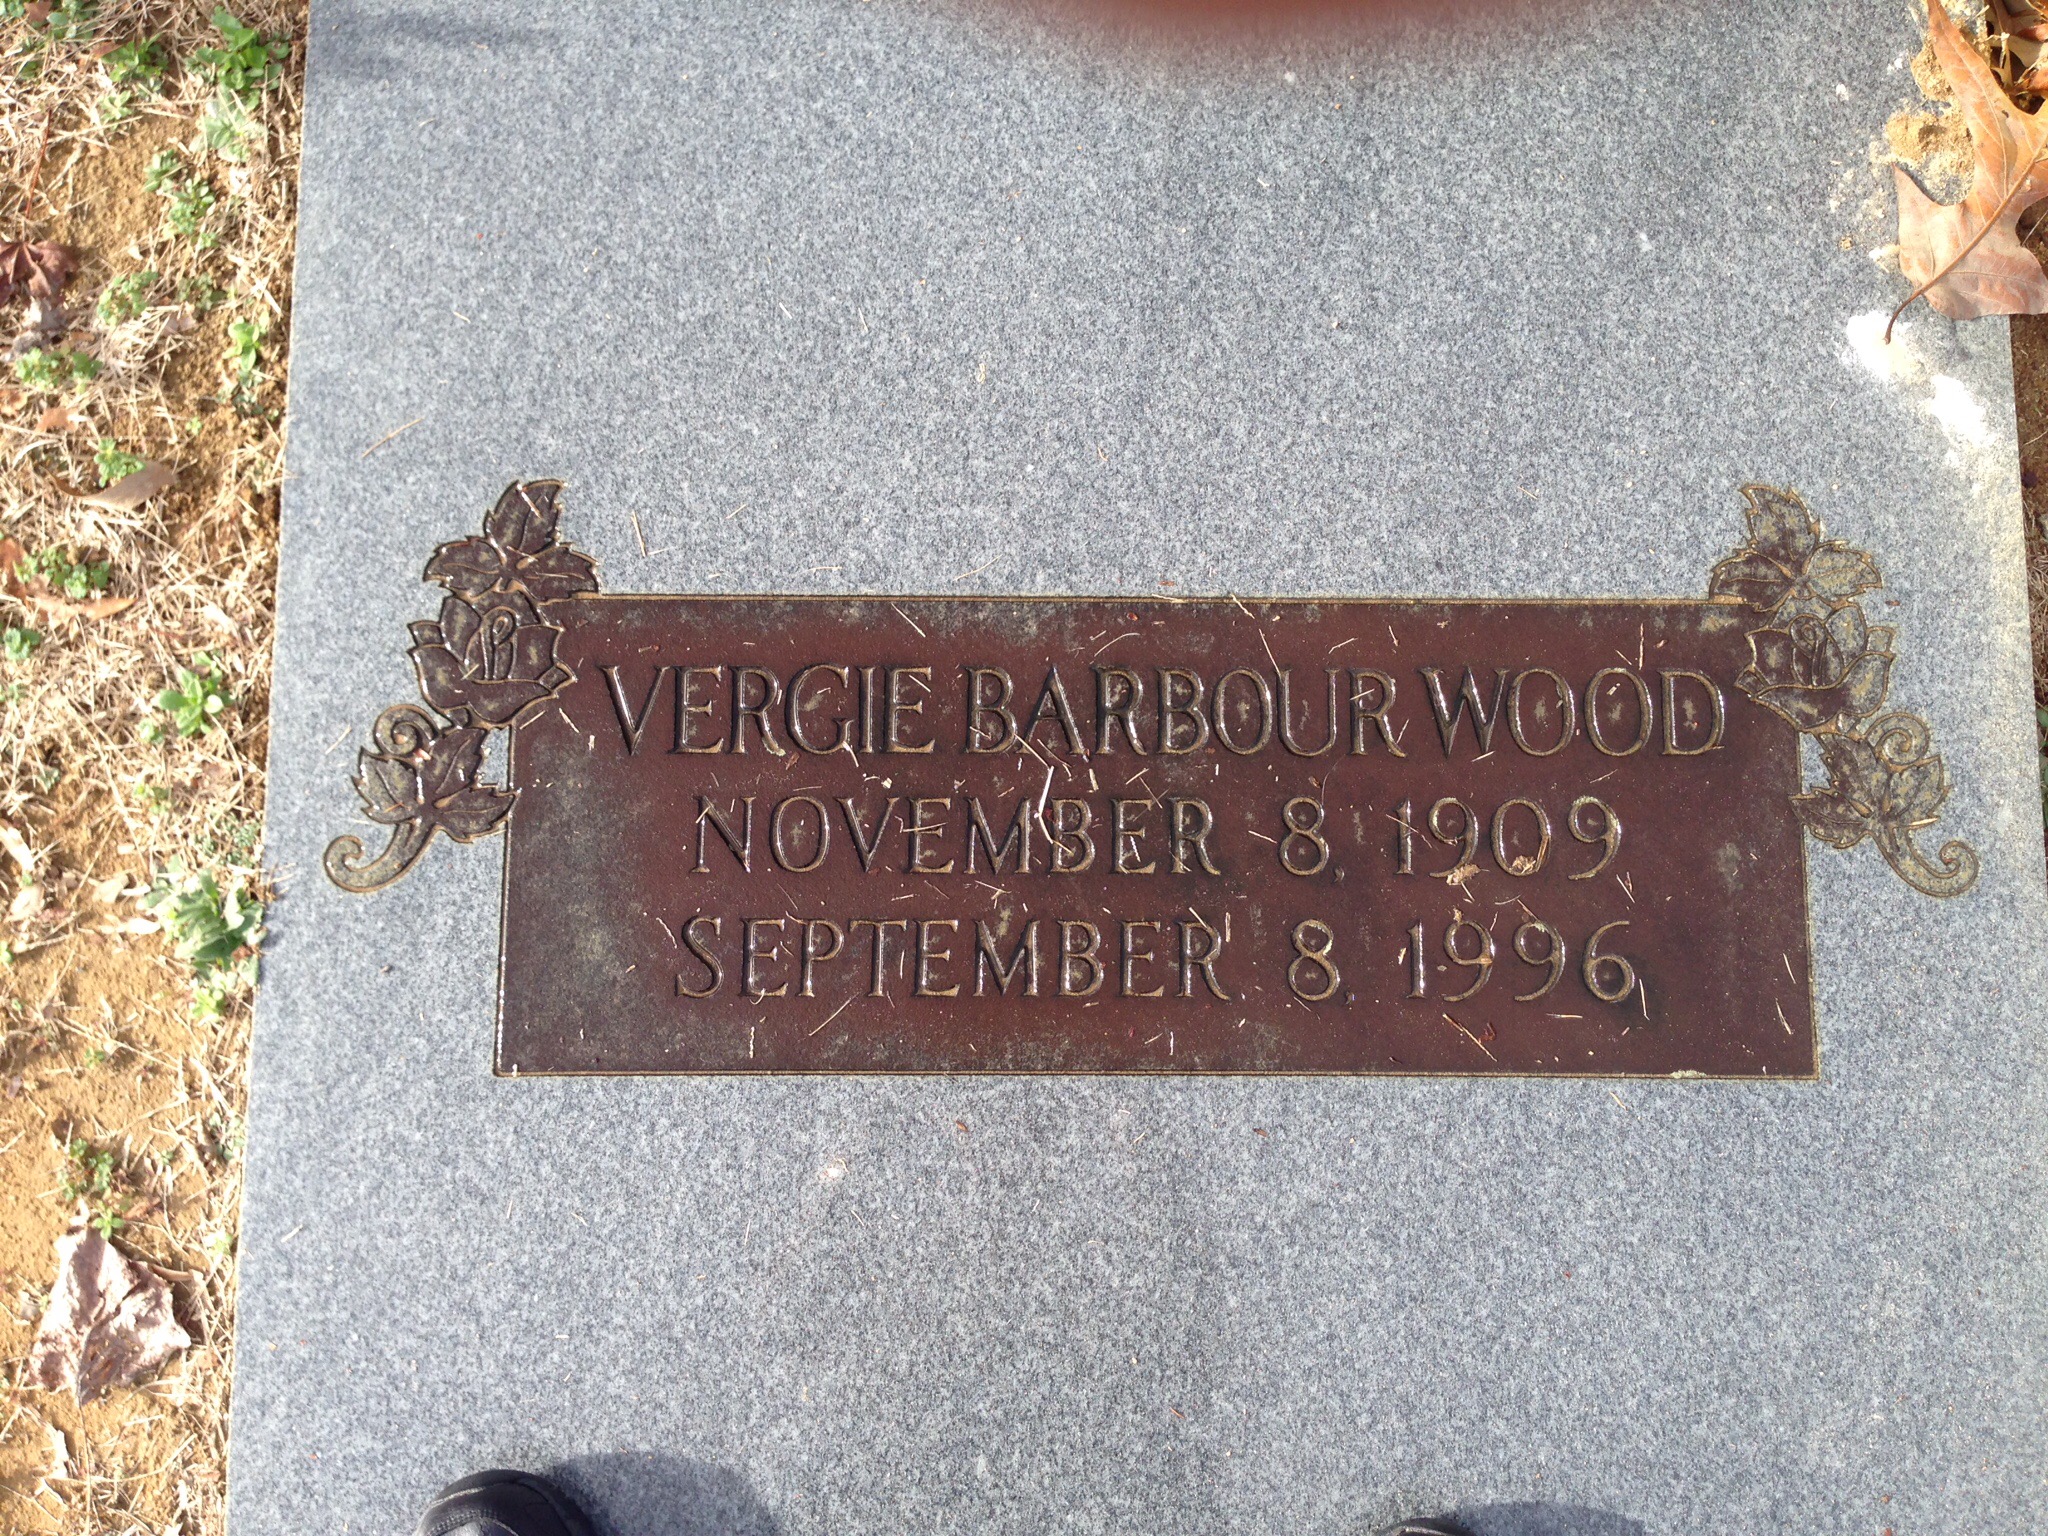 VERGIE BARBOUR WOOD
NOVEMBER 8, 1909
SEPTEMBER 8, 1996